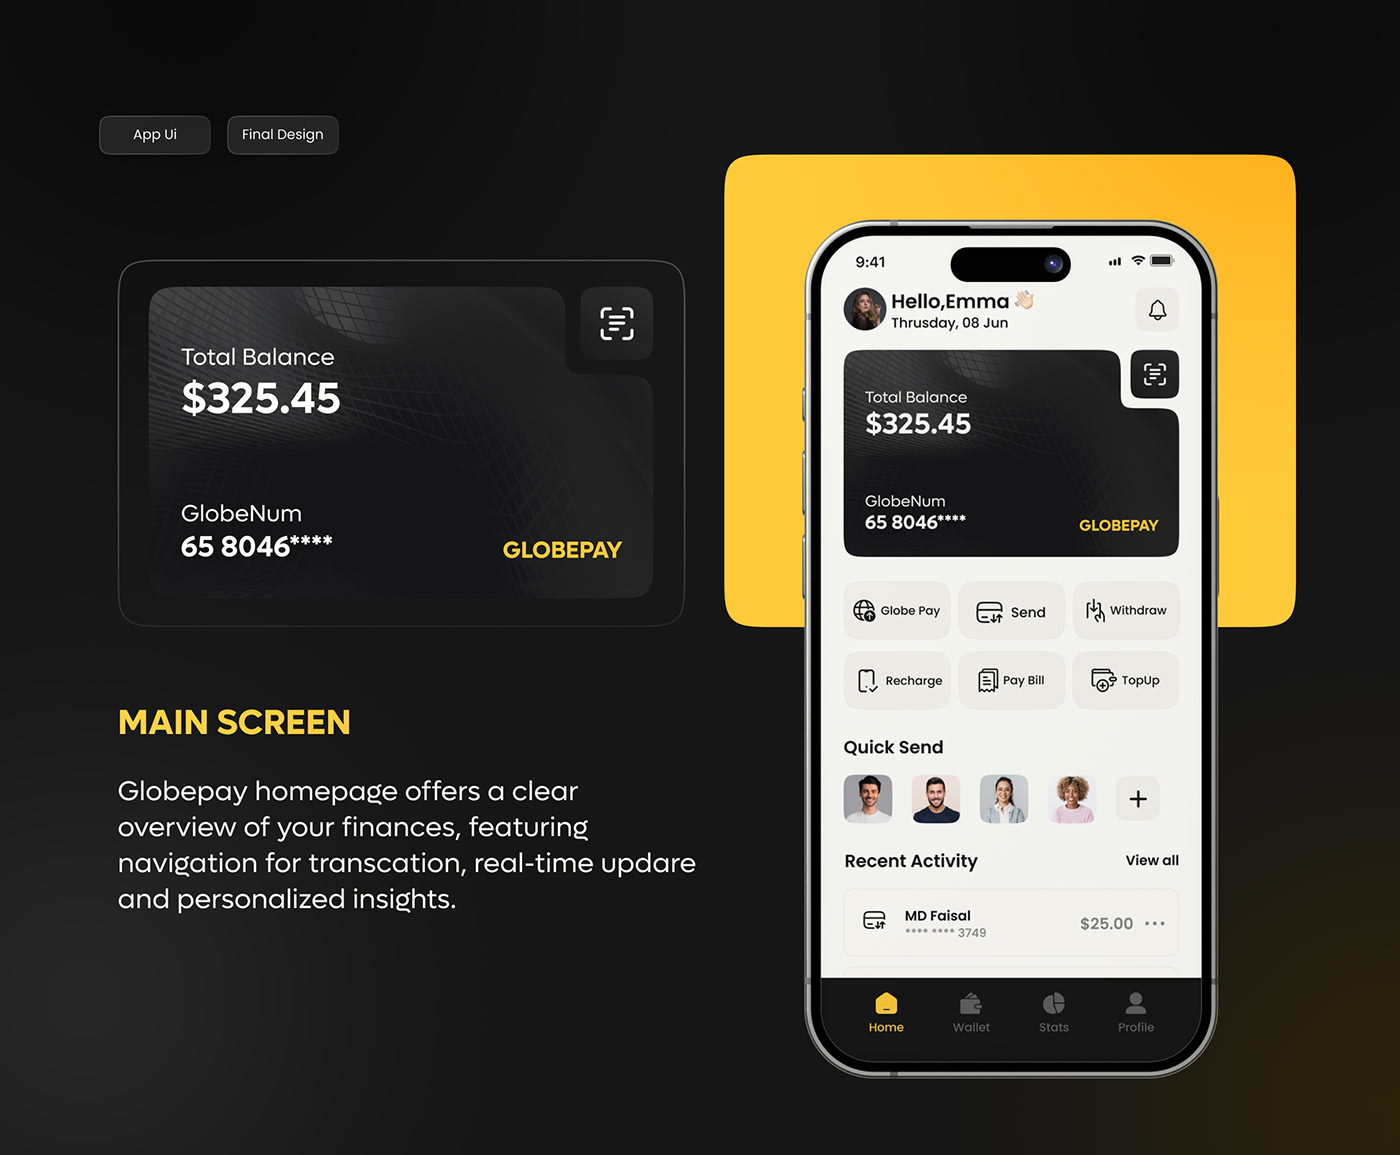 App Ui
Final Design
Total Balance
$325.45
GlobeNum
65 8046****
GLOBEPAY
MAIN SCREEN
Globepay homepage offers a clear
overview of your finances, featuring
navigation for transcation, real-time updare
and personalized insights.
9:41
Hello,Emma 👋🏻
Thrusday, 08 Jun
Total Balance
$325.45
GlobeNum
65 8046****
GLOBEPAY
Globe Pay
Send
Withdraw
Recharge
Pay Bill
TopUp
Quick Send
Recent Activity
View all
MD Faisal
**** **** 3749
$25.00
Home
Wallet
Stats
Profile